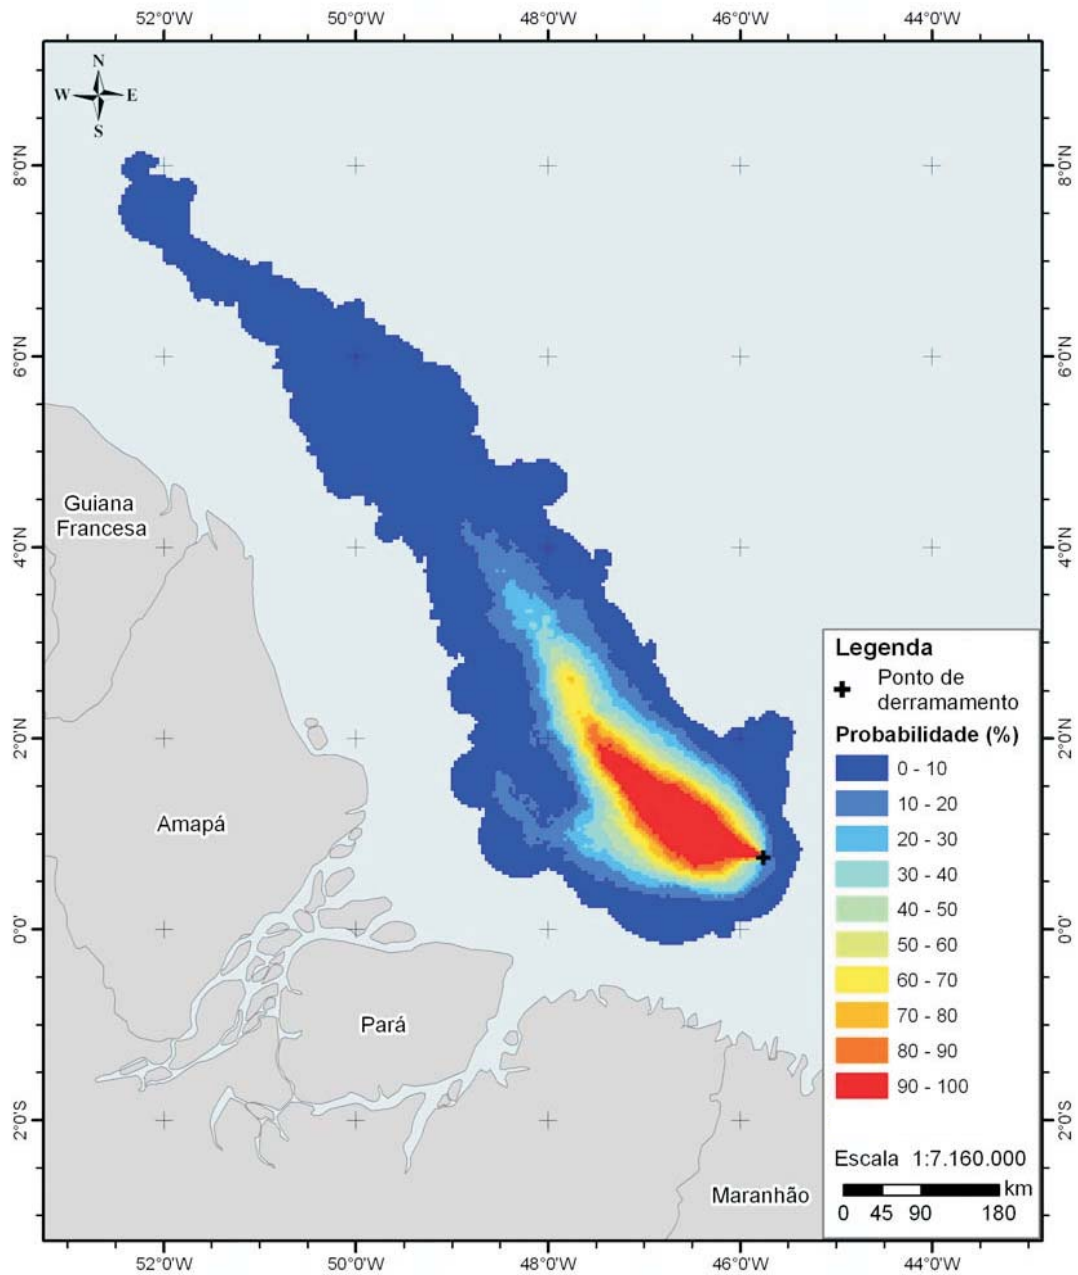 52°0'W 50°0'W 48°0'W 46°0'W 44°0'W
N
W E
S
8°0'N 8°0'N
6°0'N 6°0'N
Guiana
Francesa
4°0'N 4°0'N
Legenda
Ponto de
derramamento
2°0'N 2°0'N
Probabilidade (%)
0 - 10
10 - 20
Amapá
20 - 30
30 - 40
40 - 50
0°0' 0°0'
50 - 60
60 - 70
70 - 80
Pará
80 - 90
90 - 100
2°0'S 2°0'S
Escala 1:7.160.000
km
Maranhão
0 45 90 180
52°0'W 50°0'W 48°0'W 46°0'W 44°0'W